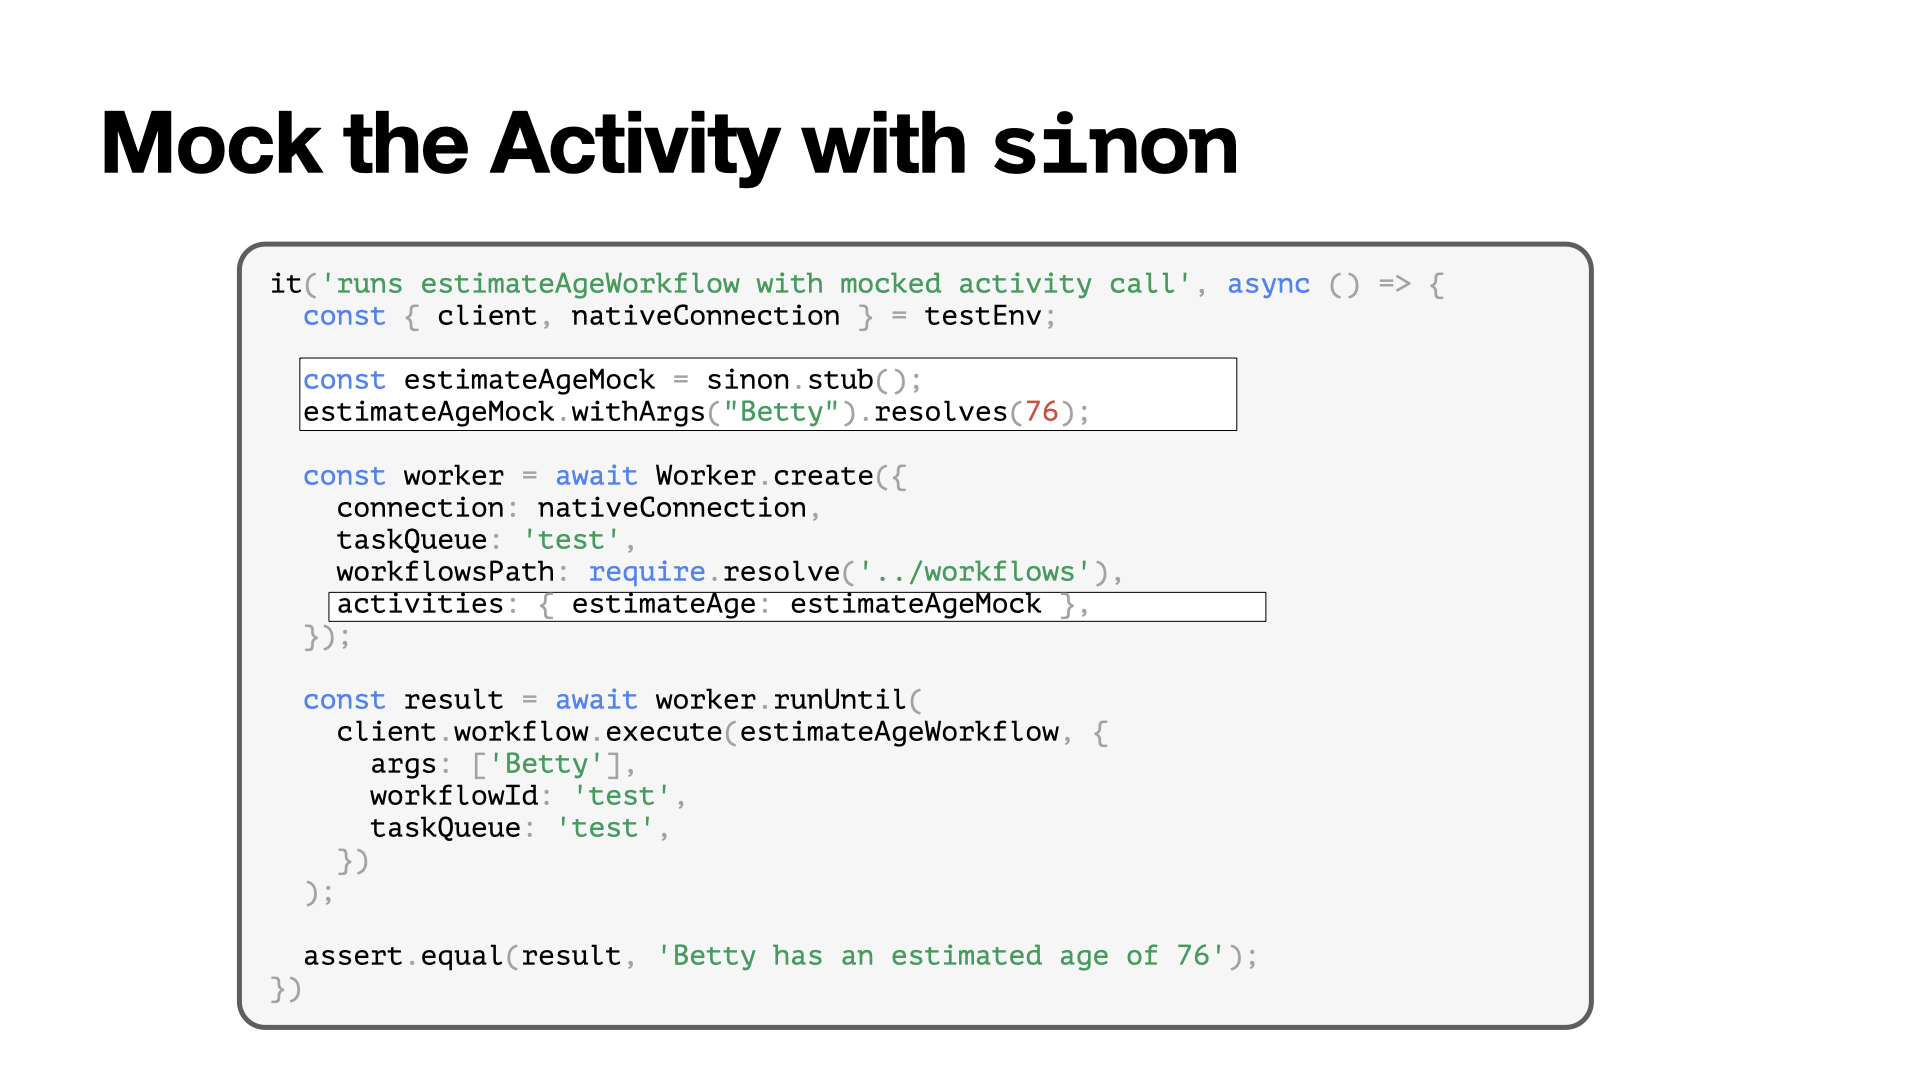 Mock the Activity with sinon
it('runs estimateAgeWorkflow with mocked activity call', async () => {
  const { client, nativeConnection } = testEnv;
  const estimateAgeMock = sinon.stub();
  estimateAgeMock.withArgs("Betty").resolves(76);
  const worker = await Worker.create({
    connection: nativeConnection,
    taskQueue: 'test',
    workflowsPath: require.resolve('../workflows'),
    activities: { estimateAge: estimateAgeMock },
  });
  const result = await worker.runUntil(
    client.workflow.execute(estimateAgeWorkflow, {
      args: ['Betty'],
      workflowId: 'test',
      taskQueue: 'test',
    })
  );
  assert.equal(result, 'Betty has an estimated age of 76');
})